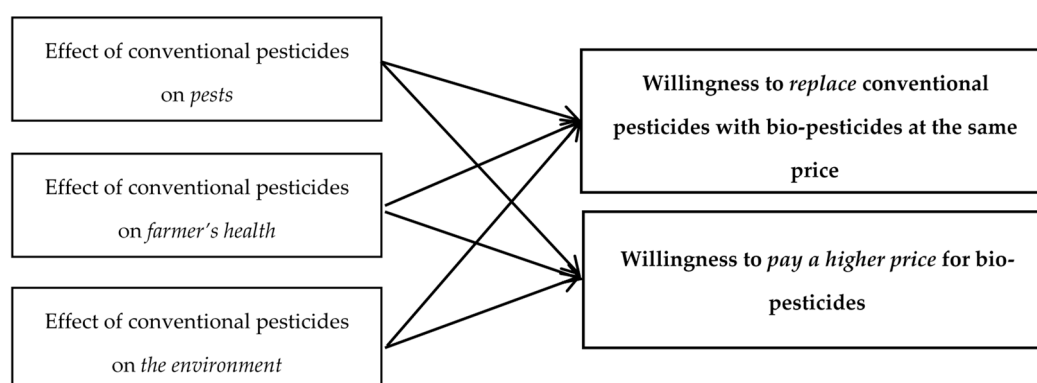 Effect of conventional pesticides
on pests
Effect of conventional pesticides
on farmer's health
Effect of conventional pesticides
on the environment
Willingness to replace conventional
pesticides with bio-pesticides at the same
price
Willingness to pay a higher price for bio-
pesticides